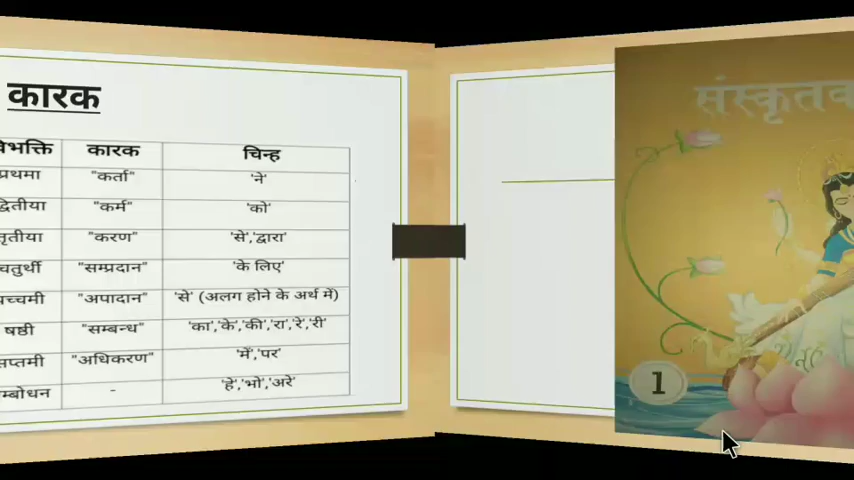 कारक
कारक चिन्ह
"कर्ता" 'ने'
"कर्म" 'को'
"करण" 'से','द्वारा'
"सम्प्रदान" 'के लिए'
"अपादान" 'से' (अलग होने के अर्थ में)
षष्ठी "सम्बन्ध" 'का','के','की','रा','रे','री'
"अधिकरण" 'में','पर'
- 'हे','भो','अरे'
1